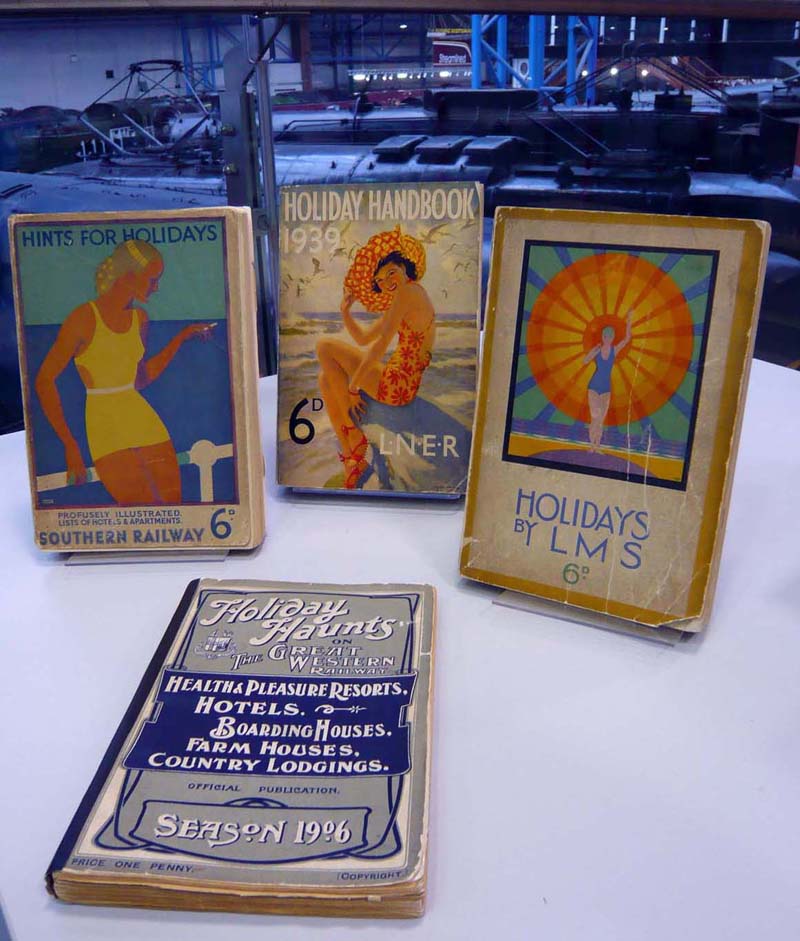 Streamlined
HINTS FOR HOLIDAYS
PROFUSELY ILLUSTRATED.
LISTS OF HOTELS & APARTMENTS.
SOUTHERN RAILWAY 6D.
HOLIDAY HANDBOOK
1939
6D
L·N·E·R
HOLIDAYS
BY LMS
6D.
Holiday
Haunts
ON
THE GREAT
WESTERN
RAILWAY
HEALTH & PLEASURE RESORTS.
HOTELS.
BOARDING HOUSES.
FARM HOUSES.
COUNTRY LODGINGS.
OFFICIAL PUBLICATION.
SEASON 1906
PRICE ONE PENNY.
(COPYRIGHT.)